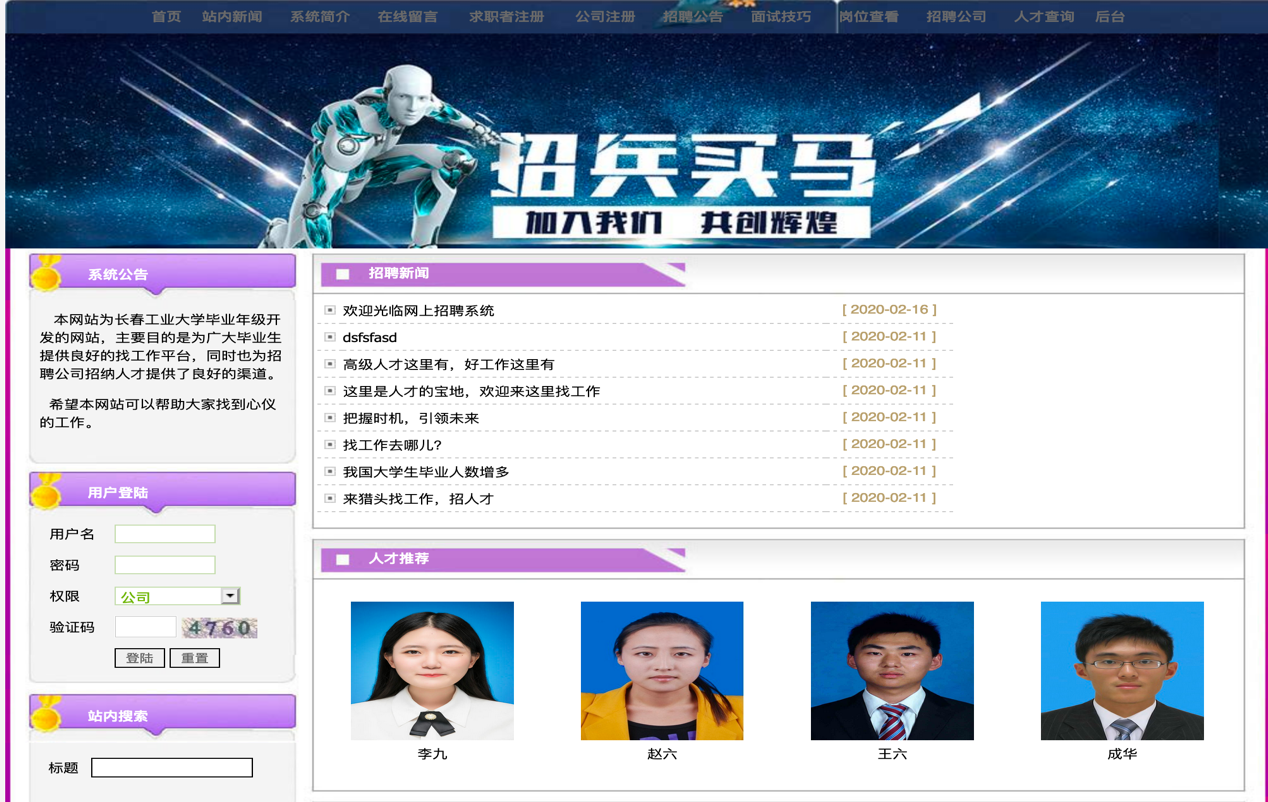 首页 站内新闻 系统简介 在线留言 求职者注册 公司注册 招聘公告 面试技巧 岗位查看 招聘公司 人才查询 后台
招兵买马
加入我们 共创辉煌
系统公告
本网站为长春工业大学毕业年级开
发的网站，主要目的是为广大毕业生
提供良好的找工作平台，同时也为招
聘公司招纳人才提供了良好的渠道。
希望本网站可以帮助大家找到心仪
的工作。
用户登陆
用户名
密码
权限 公司
验证码 4760
登陆 重置
站内搜索
标题
招聘新闻
欢迎光临网上招聘系统 [ 2020-02-16 ]
dsfsfasd [ 2020-02-11 ]
高级人才这里有，好工作这里有 [ 2020-02-11 ]
这里是人才的宝地，欢迎来这里找工作 [ 2020-02-11 ]
把握时机，引领未来 [ 2020-02-11 ]
找工作去哪儿? [ 2020-02-11 ]
我国大学生毕业人数增多 [ 2020-02-11 ]
来猎头找工作，招人才 [ 2020-02-11 ]
人才推荐
李九 赵六 王六 成华